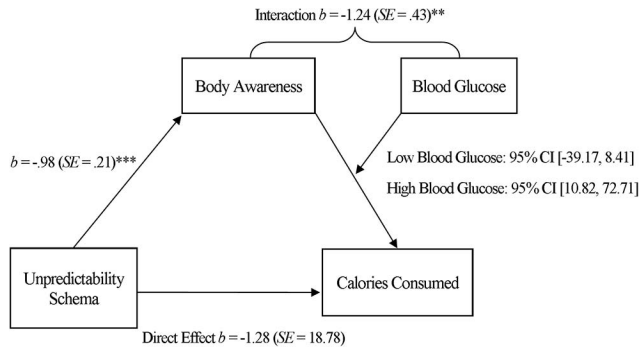 Interaction b = -1.24 (SE = .43)**
Body Awareness
Blood Glucose
b = -.98 (SE = .21)***
Low Blood Glucose: 95% CI [-39.17, 8.41]
High Blood Glucose: 95% CI [10.82, 72.71]
Unpredictability
Schema
Calories Consumed
Direct Effect b = -1.28 (SE = 18.78)